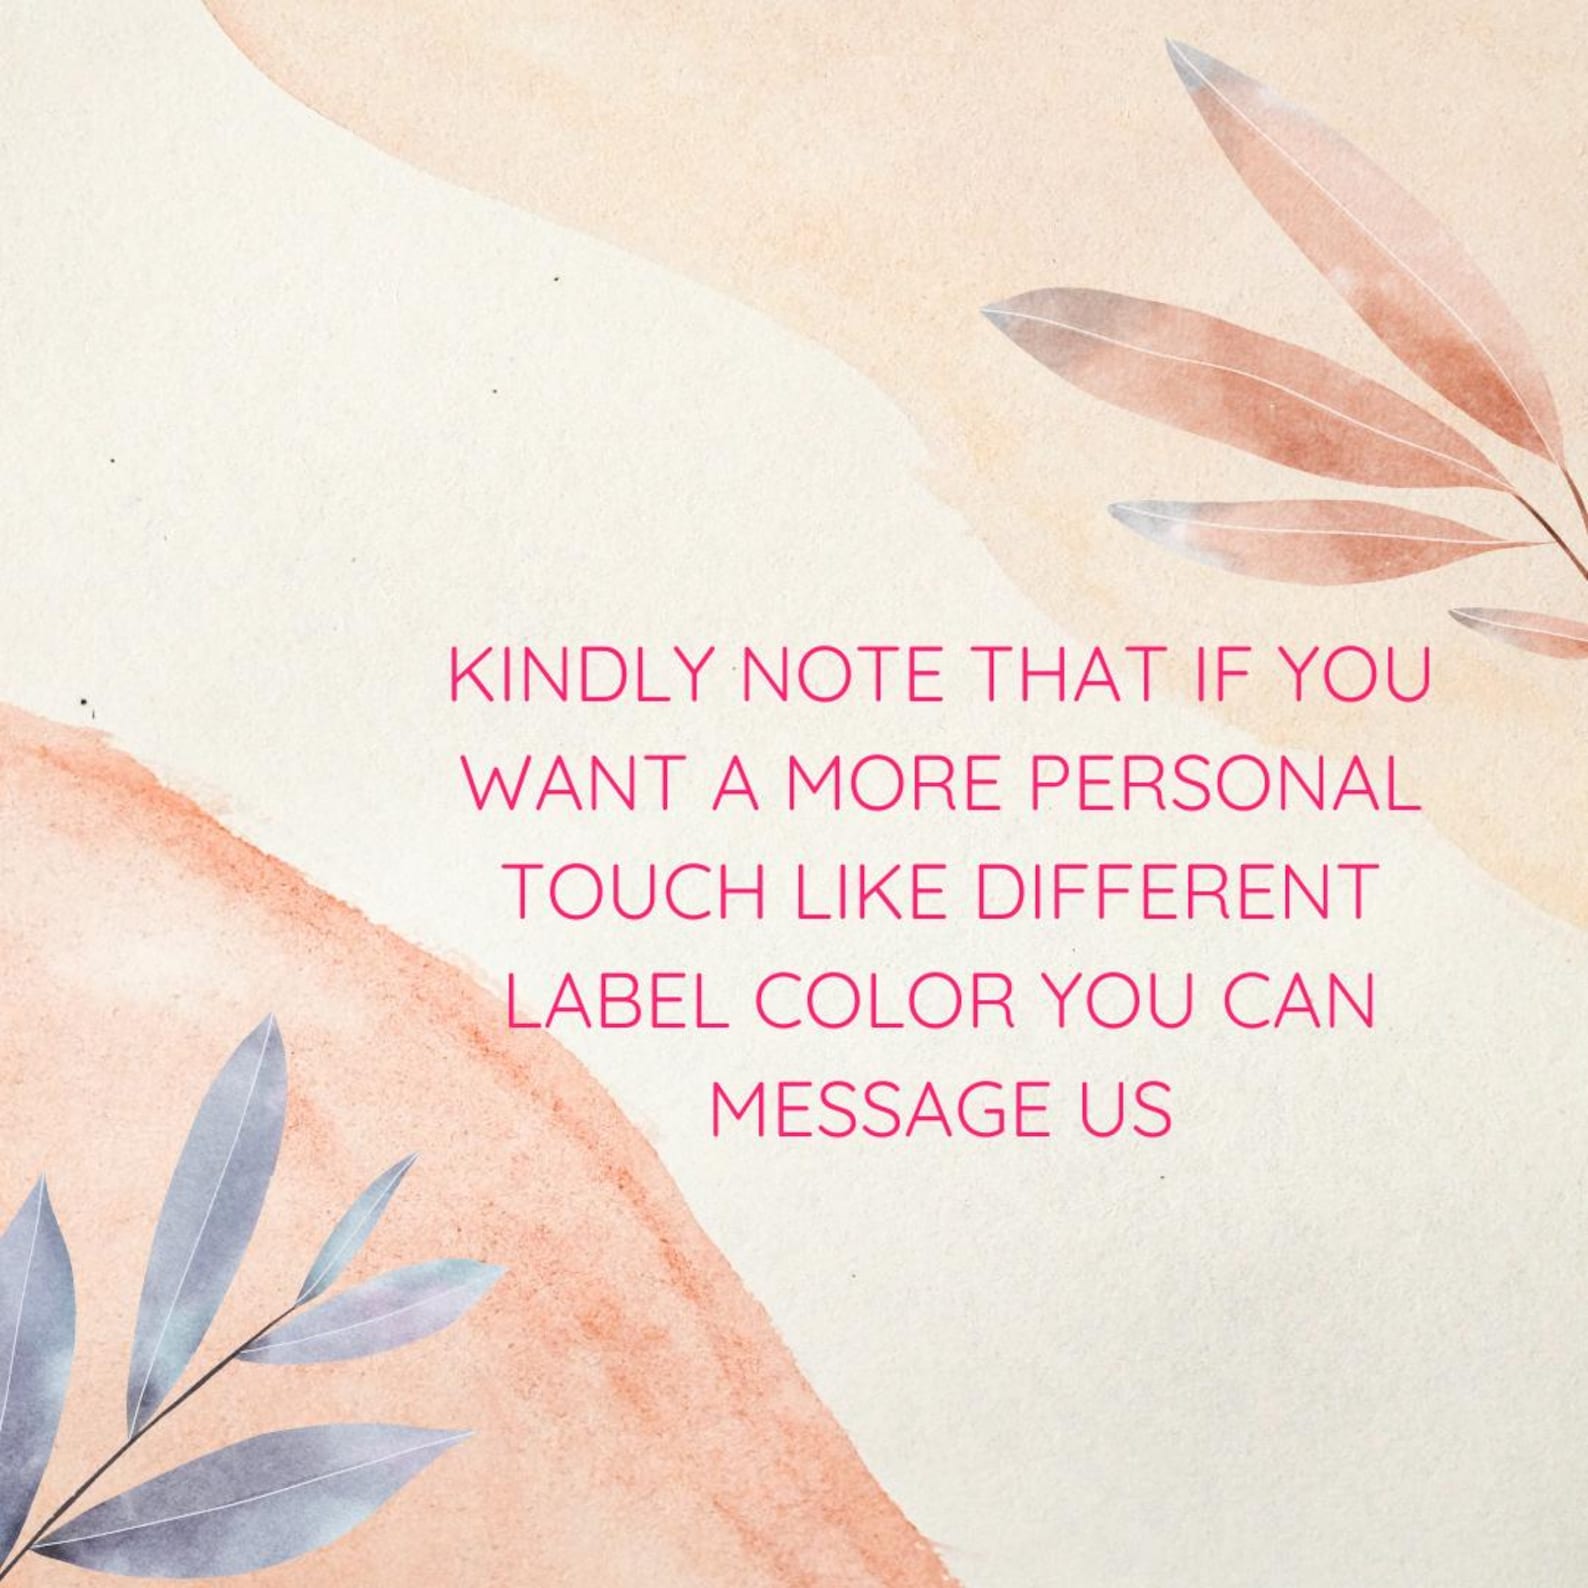 KINDLY NOTE THAT IF YOU
WANT A MORE PERSONAL
TOUCH LIKE DIFFERENT
LABEL COLOR YOU CAN
MESSAGE US